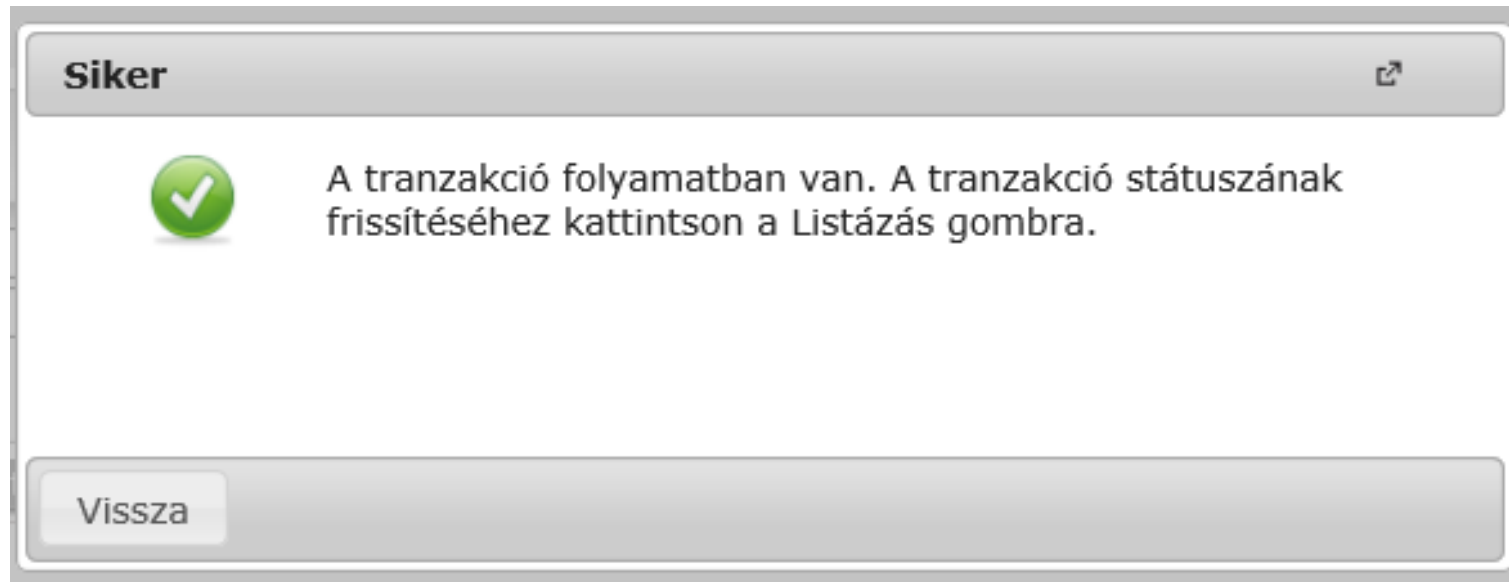 Siker
A tranzakció folyamatban van. A tranzakció státuszának
frissítéséhez kattintson a Listázás gombra.
Vissza